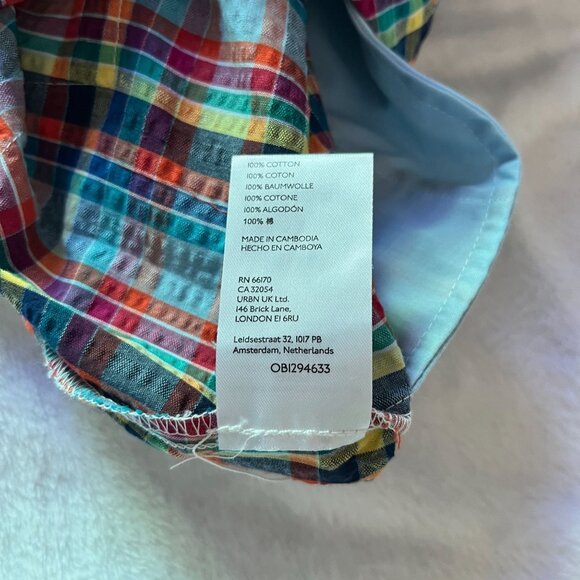 100% COTTON
100% COTON
100% BAUMWOLLE
100% COTONE
100% ALGODÓN
100% 棉
MADE IN CAMBODIA
HECHO EN CAMBOYA
RN 66170
CA 32054
URBN UK Ltd.
146 Brick Lane,
LONDON E1 6RU
Leidsestraat 32, 1017 PB
Amsterdam, Netherlands
OB1294633